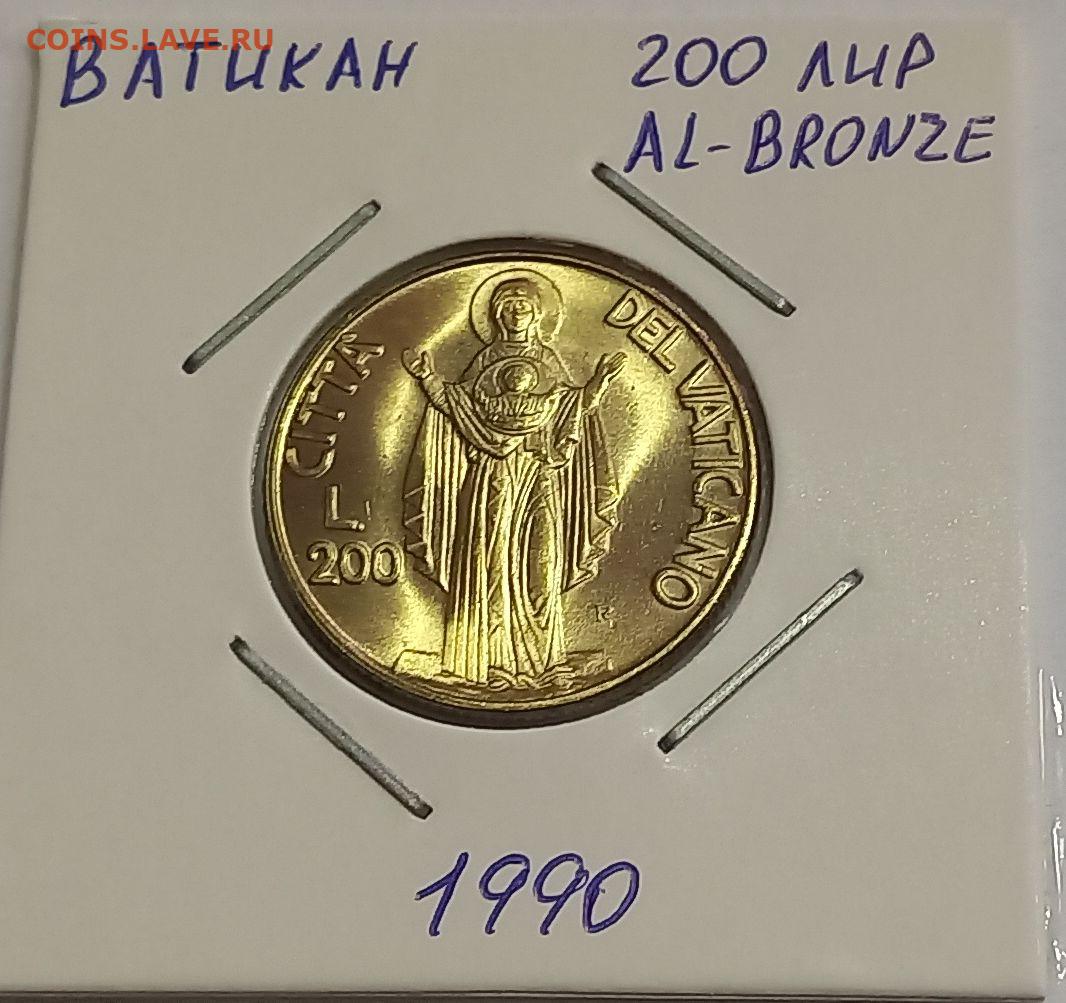 COINS.LAVE.RU
ВАТИКАН
200 ЛИР
AL-BRONZE
CITTA
DEL VATICANO
L.
200
R
1990